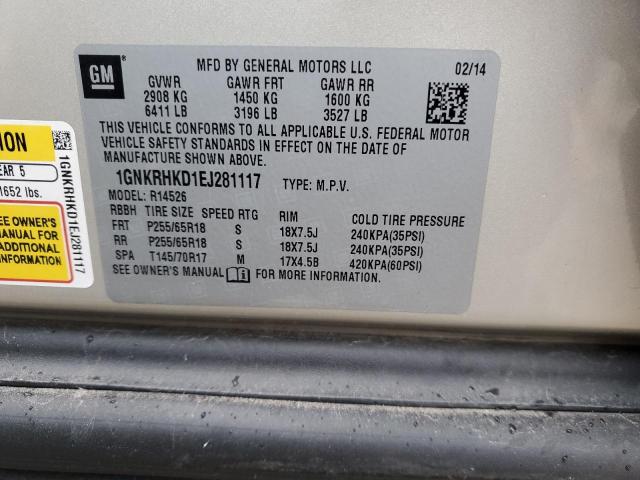 GM
MFD BY GENERAL MOTORS LLC
02/14
GVWR GAWR FRT GAWR RR
2908 KG 1450 KG 1600 KG
6411 LB 3196 LB 3527 LB
THIS VEHICLE CONFORMS TO ALL APPLICABLE U.S. FEDERAL MOTOR
VEHICLE SAFETY STANDARDS IN EFFECT ON THE DATE OF
MANUFACTURE SHOWN ABOVE.
1GNKRHKD1EJ281117 TYPE: M.P.V.
MODEL: R14526
RBBH TIRE SIZE SPEED RTG RIM COLD TIRE PRESSURE
FRT P255/65R18 S 18X7.5J 240KPA(35PSI)
RR P255/65R18 S 18X7.5J 240KPA(35PSI)
SPA T145/70R17 M 17X4.5B 420KPA(60PSI)
SEE OWNER'S MANUAL FOR MORE INFORMATION.
EAR 5
1652 lbs.
SEE OWNER'S
MANUAL FOR
ADDITIONAL
1GNKRHKD1EJ281117